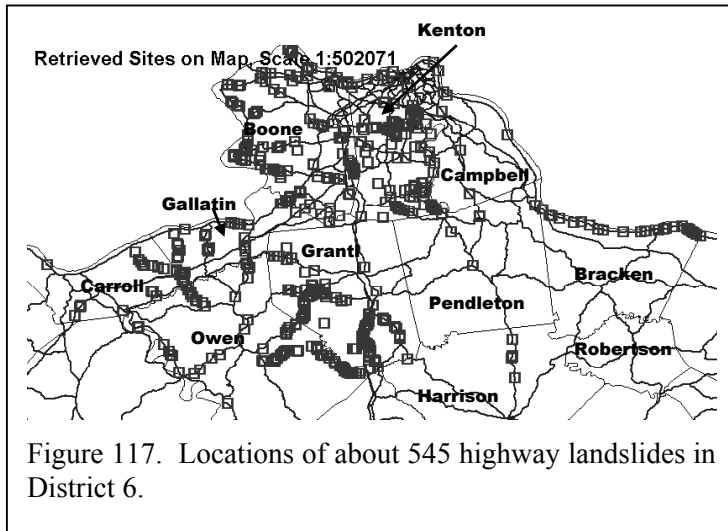 Kenton
Retrieved Sites on Map, Scale 1:502071
Boone
Campbell
Gallatin
Grantl
Bracken
Carroll
Pendleton
Owen
Robertson
Harrison
Figure 117. Locations of about 545 highway landslides in
District 6.